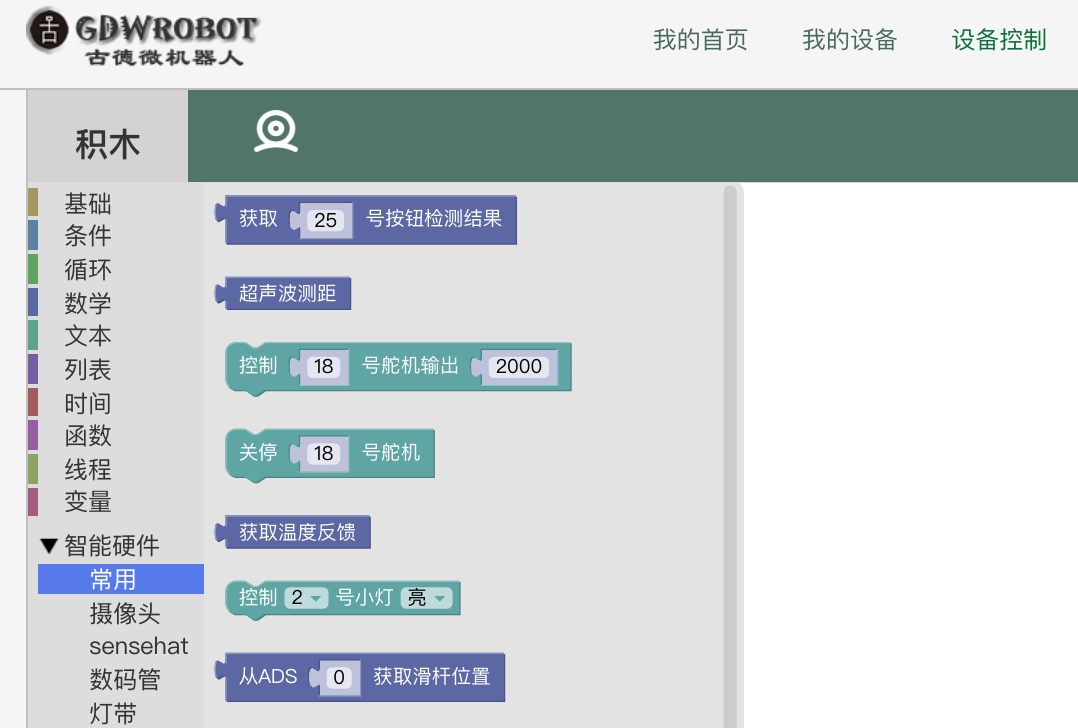 GDWROBOT
古德微机器人
我的首页 我的设备 设备控制
积木
基础
条件
循环
数学
文本
列表
时间
函数
线程
变量
▼ 智能硬件
常用
摄像头
sensehat
数码管
灯带
获取 25 号按钮检测结果
超声波测距
控制 18 号舵机输出 2000
关停 18 号舵机
获取温度反馈
控制 2 号小灯 亮
从ADS 0 获取滑杆位置